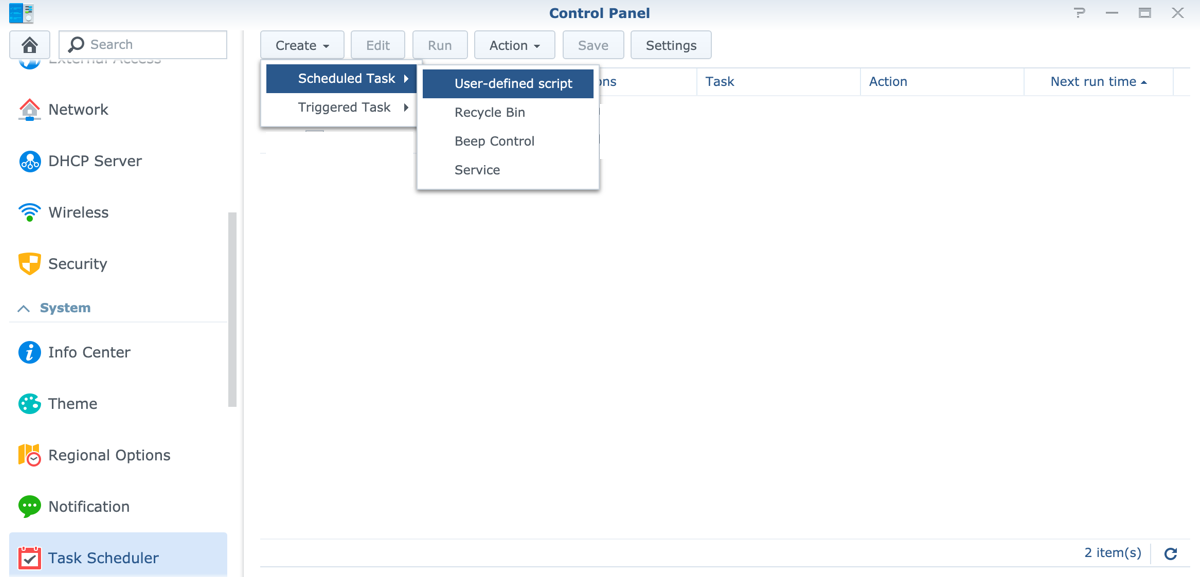 Control Panel
Search
Create Edit Run Action Save Settings
External Access
Network
DHCP Server
Wireless
Security
System
Info Center
Theme
Regional Options
Notification
Task Scheduler
Scheduled Task
Triggered Task
User-defined script
Recycle Bin
Beep Control
Service
ons Task Action Next run time
2 item(s)